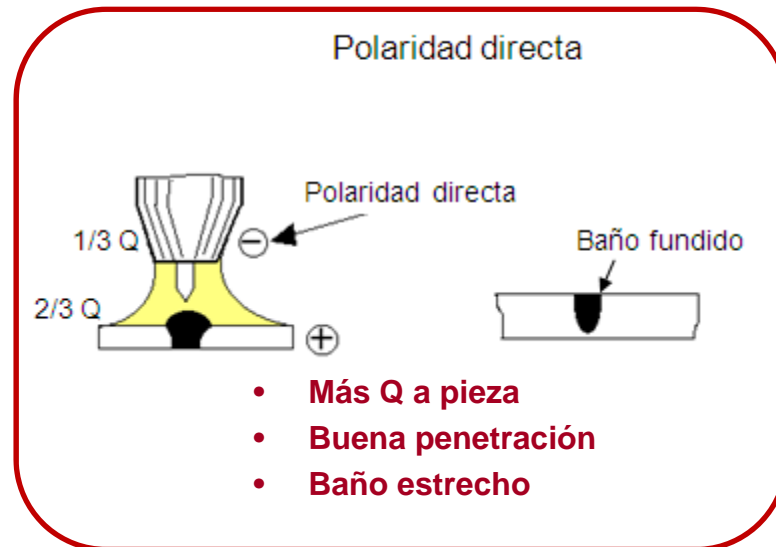 Polaridad directa
Polaridad directa
1/3 Q
−
Baño fundido
2/3 Q
+
• Más Q a pieza
• Buena penetración
• Baño estrecho